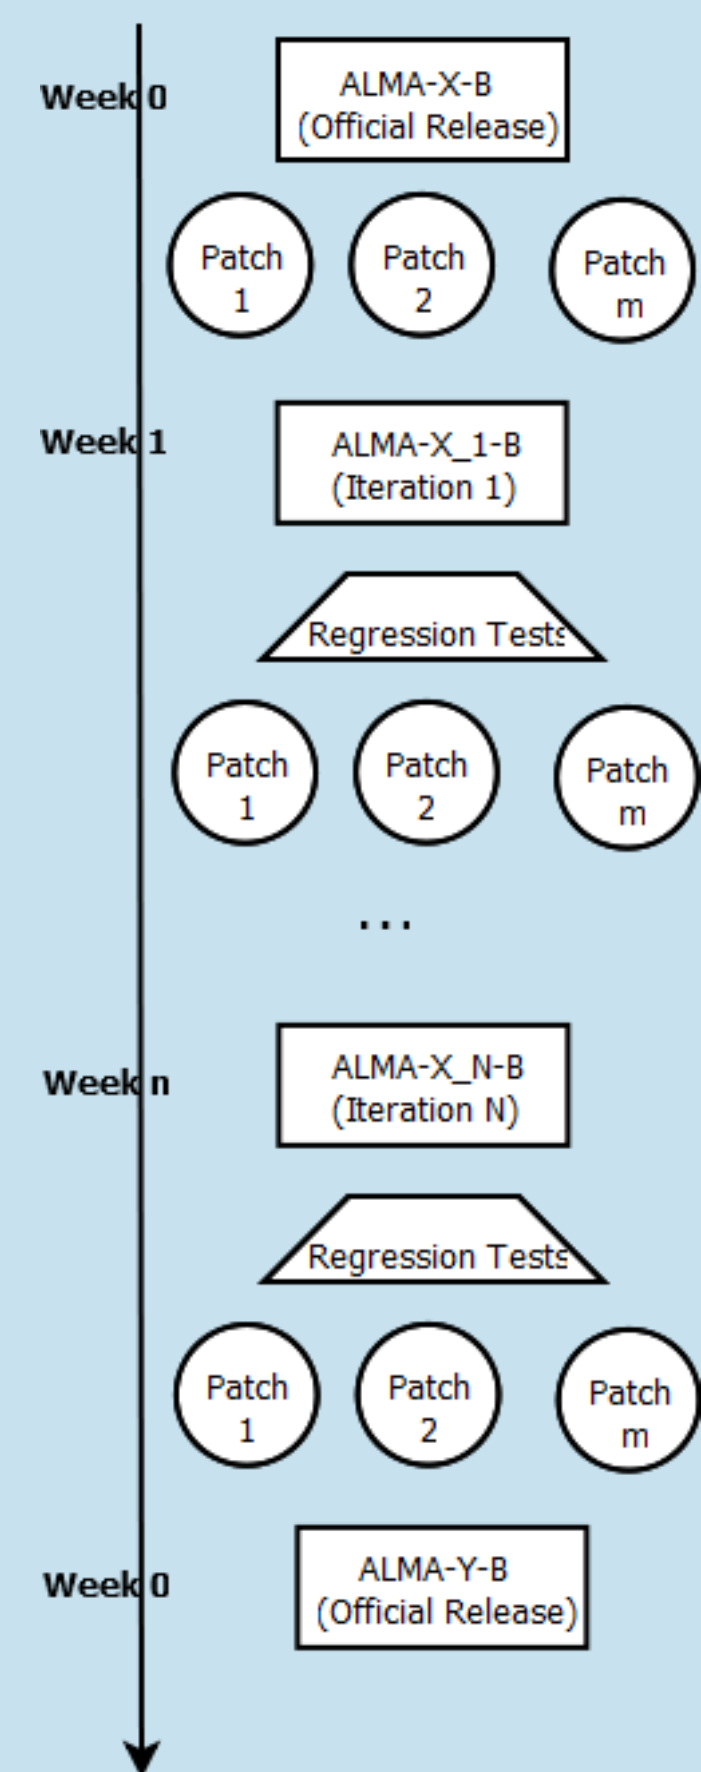 Week 0
ALMA-X-B
(Official Release)
Patch
1
Patch
2
Patch
m
Week 1
ALMA-X_1-B
(Iteration 1)
Regression Tests
Patch
1
Patch
2
Patch
m
...
Week n
ALMA-X_N-B
(Iteration N)
Regression Tests
Patch
1
Patch
2
Patch
m
Week 0
ALMA-Y-B
(Official Release)